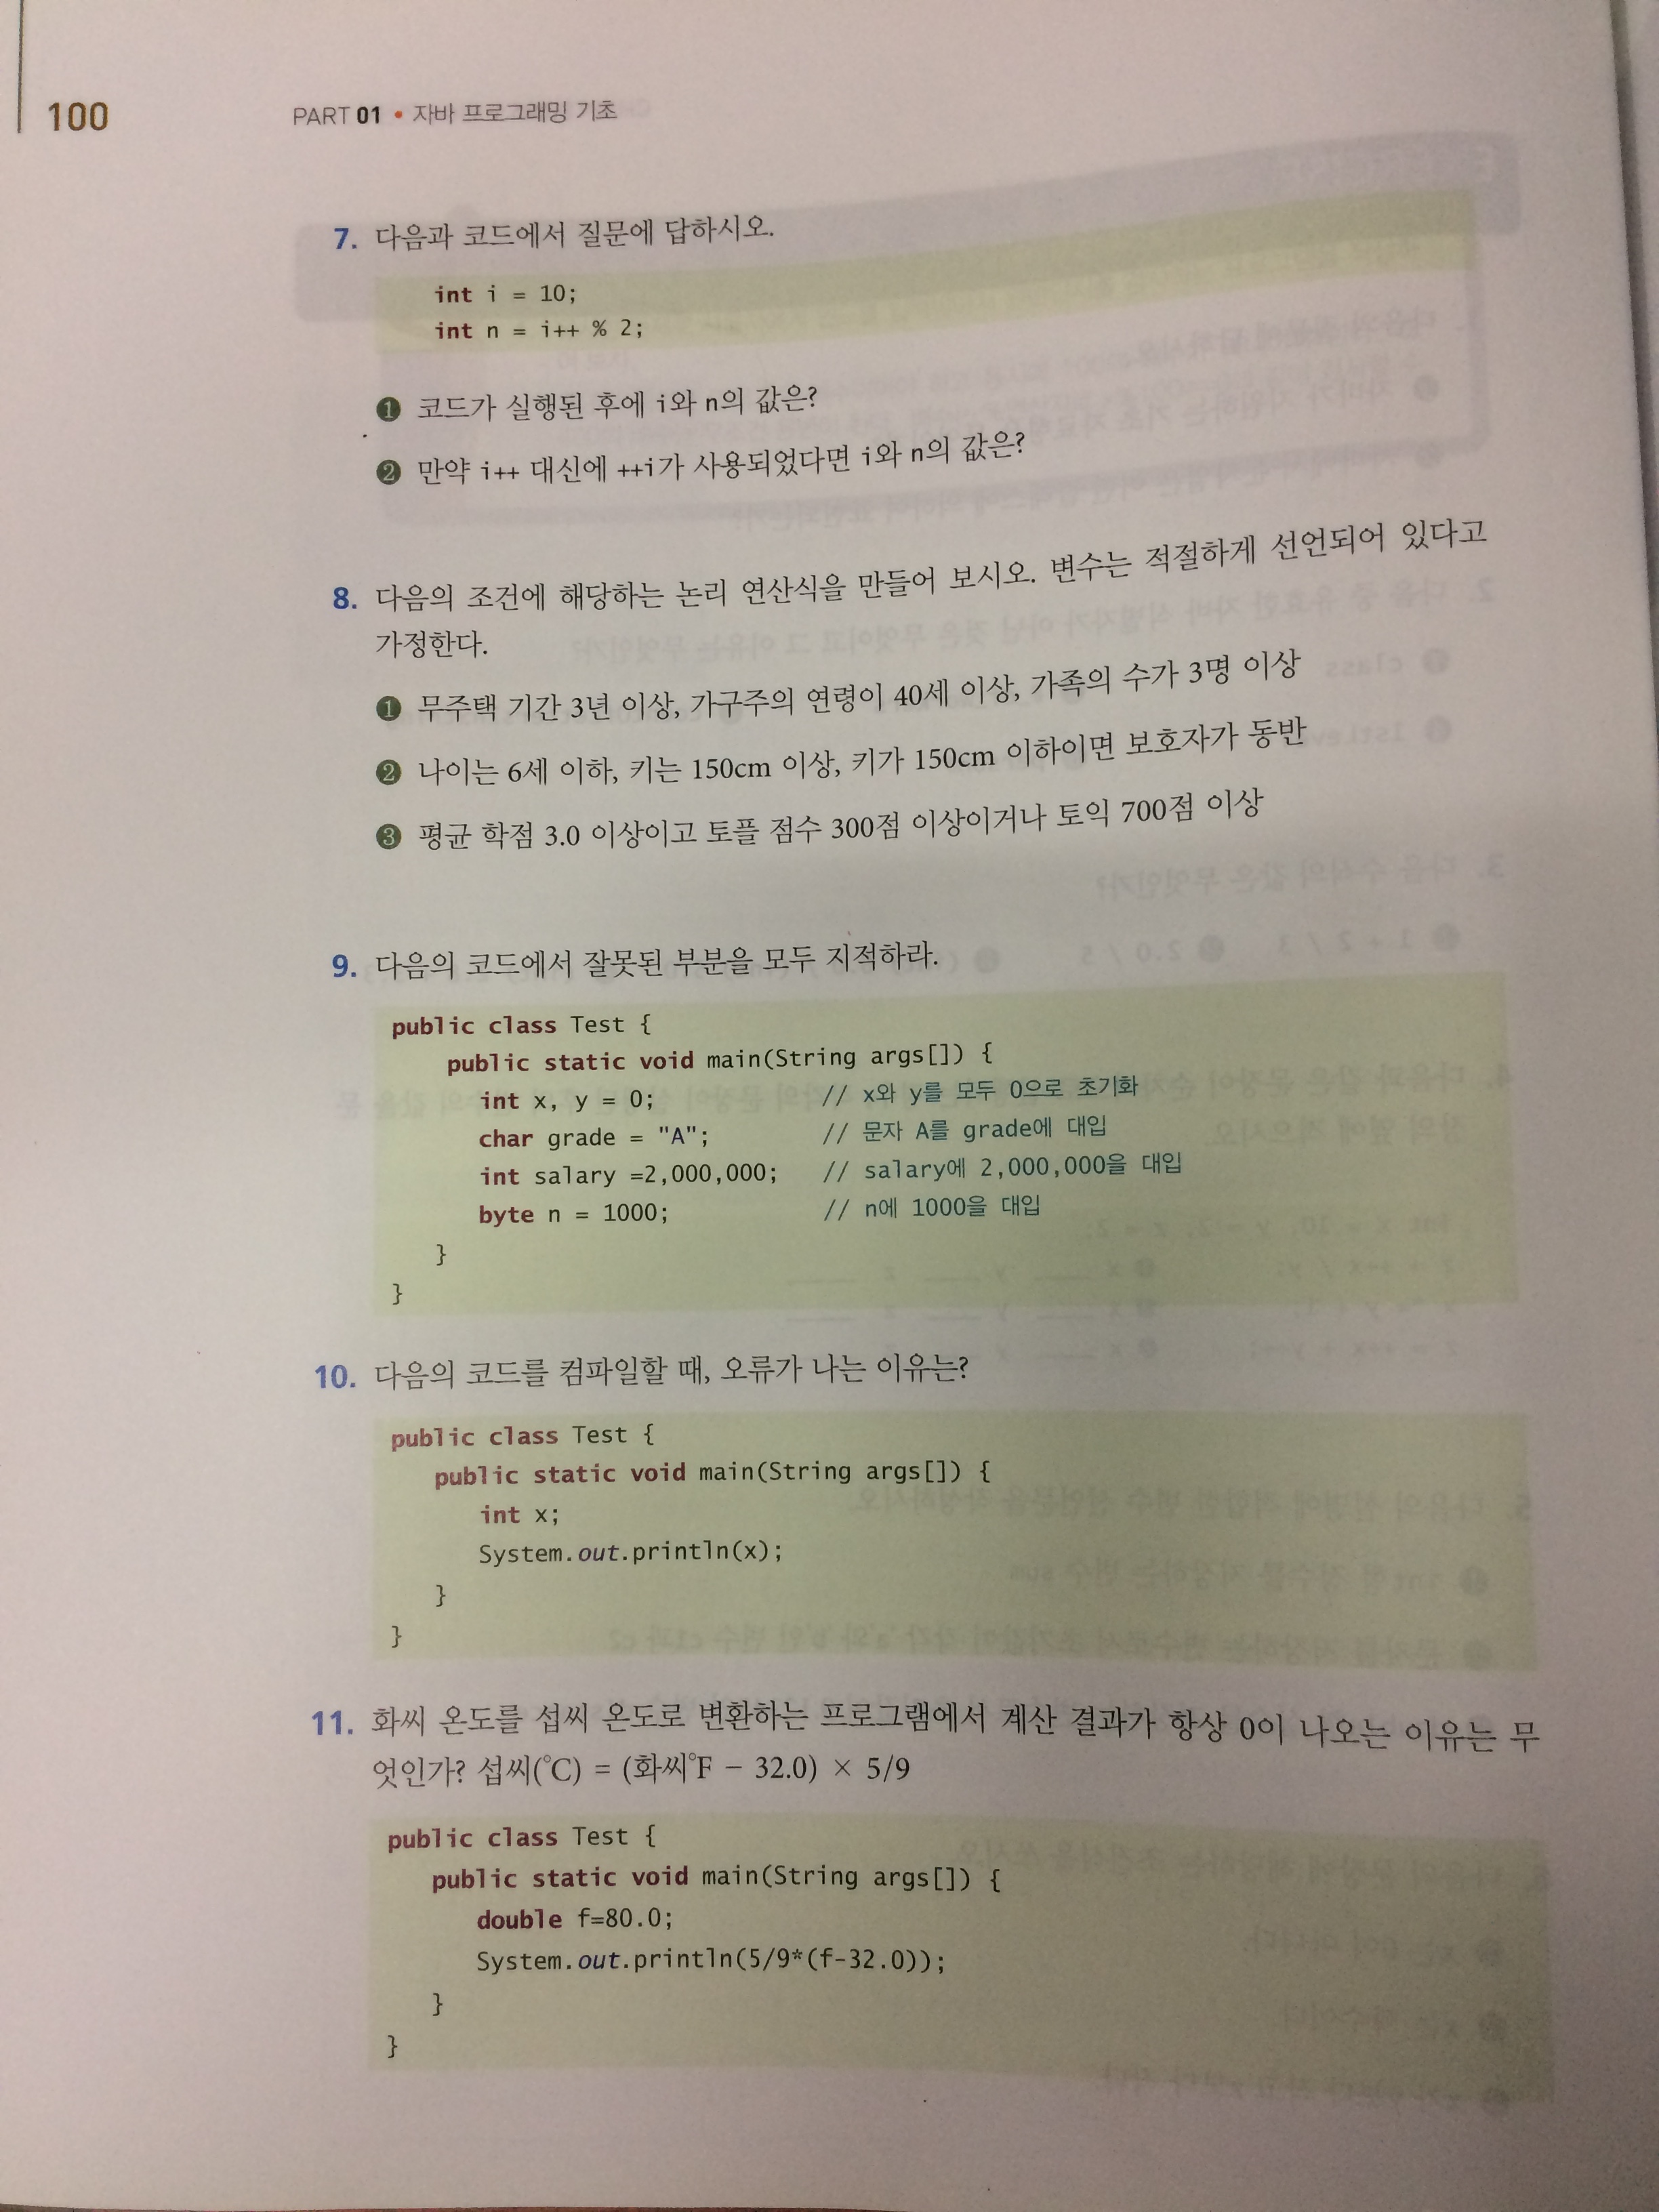 100
PART 01 • 자바 프로그래밍 기초
7. 다음과 코드에서 질문에 답하시오.
int i = 10;
int n = i++ % 2;
❶ 코드가 실행된 후에 i와 n의 값은?
❷ 만약 i++ 대신에 ++i가 사용되었다면 i와 n의 값은?
8. 다음의 조건에 해당하는 논리 연산식을 만들어 보시오. 변수는 적절하게 선언되어 있다고
가정한다.
❶ 무주택 기간 3년 이상, 가구주의 연령이 40세 이상, 가족의 수가 3명 이상
❷ 나이는 6세 이하, 키는 150cm 이상, 키가 150cm 이하이면 보호자가 동반
❸ 평균 학점 3.0 이상이고 토플 점수 300점 이상이거나 토익 700점 이상
9. 다음의 코드에서 잘못된 부분을 모두 지적하라.
public class Test {
public static void main(String args[]) {
int x, y = 0; // x와 y를 모두 0으로 초기화
char grade = "A"; // 문자 A를 grade에 대입
int salary =2,000,000; // salary에 2,000,000을 대입
byte n = 1000; // n에 1000을 대입
}
}
10. 다음의 코드를 컴파일할 때, 오류가 나는 이유는?
public class Test {
public static void main(String args[]) {
int x;
System.out.println(x);
}
}
11. 화씨 온도를 섭씨 온도로 변환하는 프로그램에서 계산 결과가 항상 0이 나오는 이유는 무
엇인가? 섭씨(℃) = (화씨℉ − 32.0) × 5/9
public class Test {
public static void main(String args[]) {
double f=80.0;
System.out.println(5/9*(f-32.0));
}
}